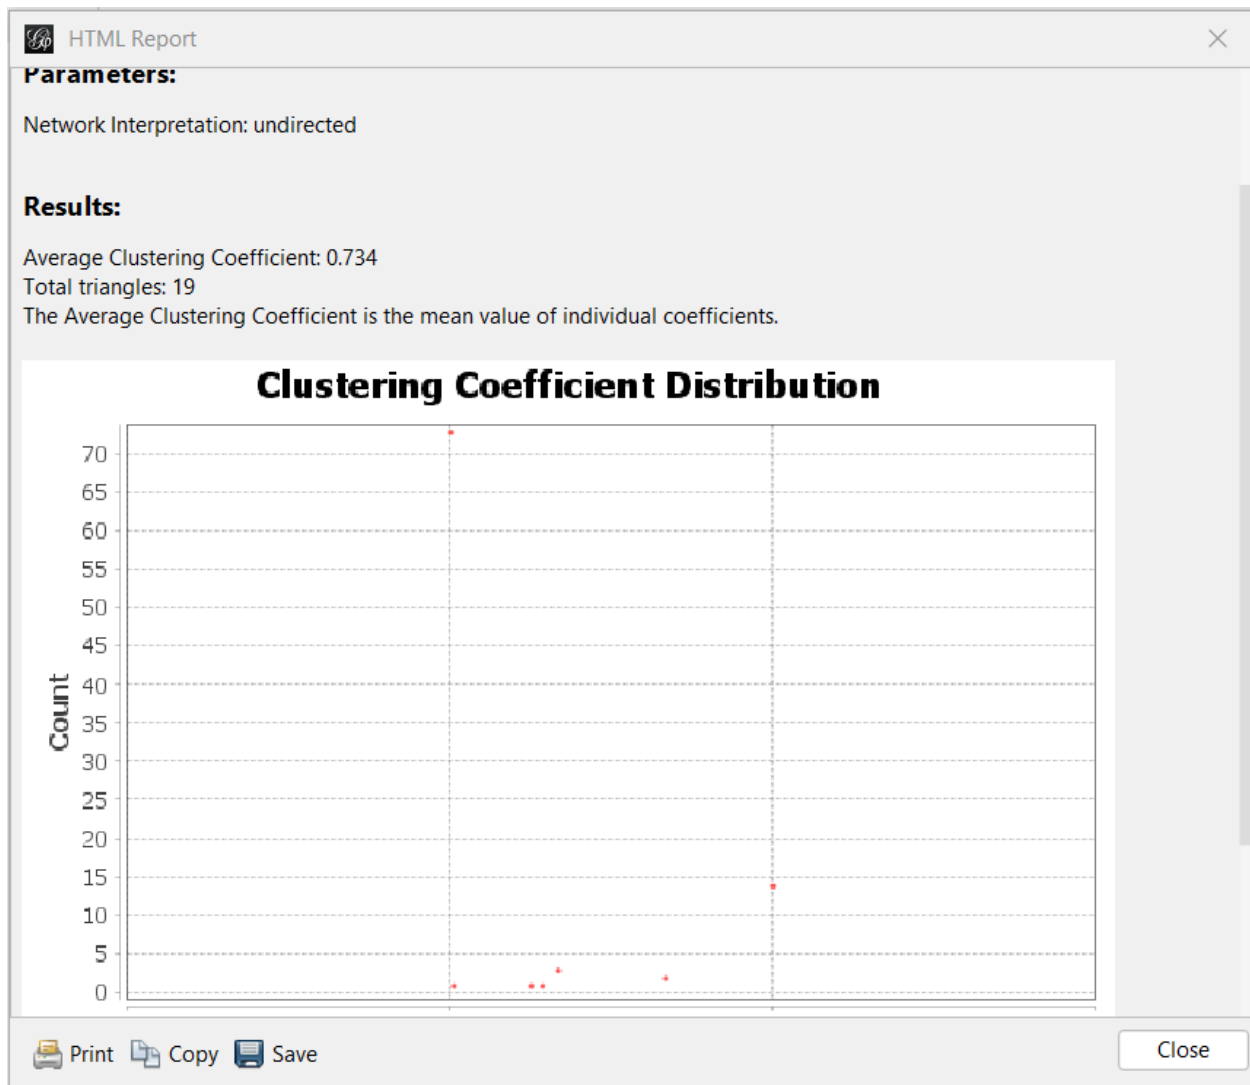 HTML Report
Parameters:
Network Interpretation: undirected
Results:
Average Clustering Coefficient: 0.734
Total triangles: 19
The Average Clustering Coefficient is the mean value of individual coefficients.
Clustering Coefficient Distribution
70
65
60
55
50
45
40
35
30
25
20
15
10
5
0
Count
Print Copy Save Close